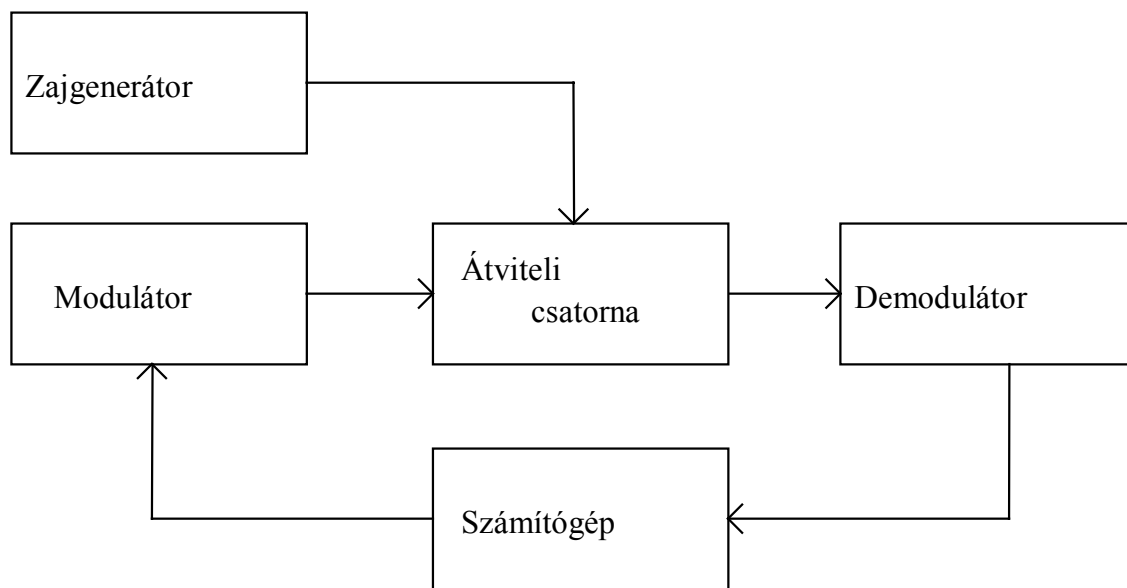 Zajgenerátor
Modulátor
Átviteli
csatorna
Demodulátor
Számítógép